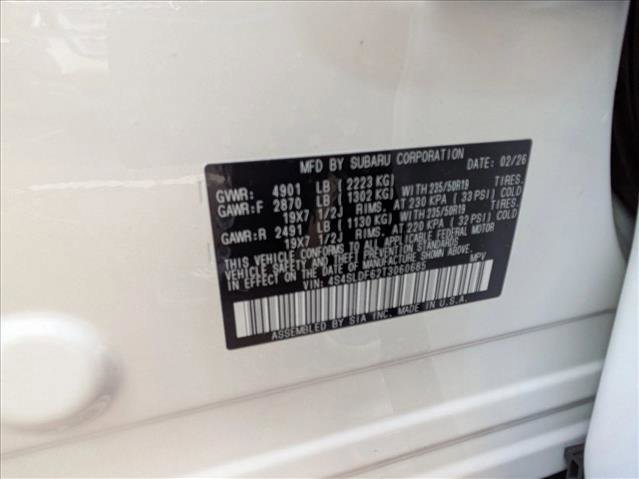 MFD BY SUBARU CORPORATION DATE: 02/26
GVWR: 4901 LB (2223 KG)
GAWR:F 2870 LB (1302 KG) WITH 235/50R19 TIRES.
19X7 1/2J RIMS. AT 230 KPA (33 PSI) COLD
GAWR:R 2491 LB (1130 KG) WITH 235/50R19 TIRES.
19X7 1/2J RIMS. AT 220 KPA (32 PSI) COLD
THIS VEHICLE CONFORMS TO ALL APPLICABLE FEDERAL MOTOR
VEHICLE SAFETY AND THEFT PREVENTION STANDARDS IN
EFFECT ON THE DATE OF MANUFACTURE SHOWN ABOVE.
VIN: 4S4SLDF62T3060685 MPV
ASSEMBLED BY SIA INC. MADE IN U.S.A.